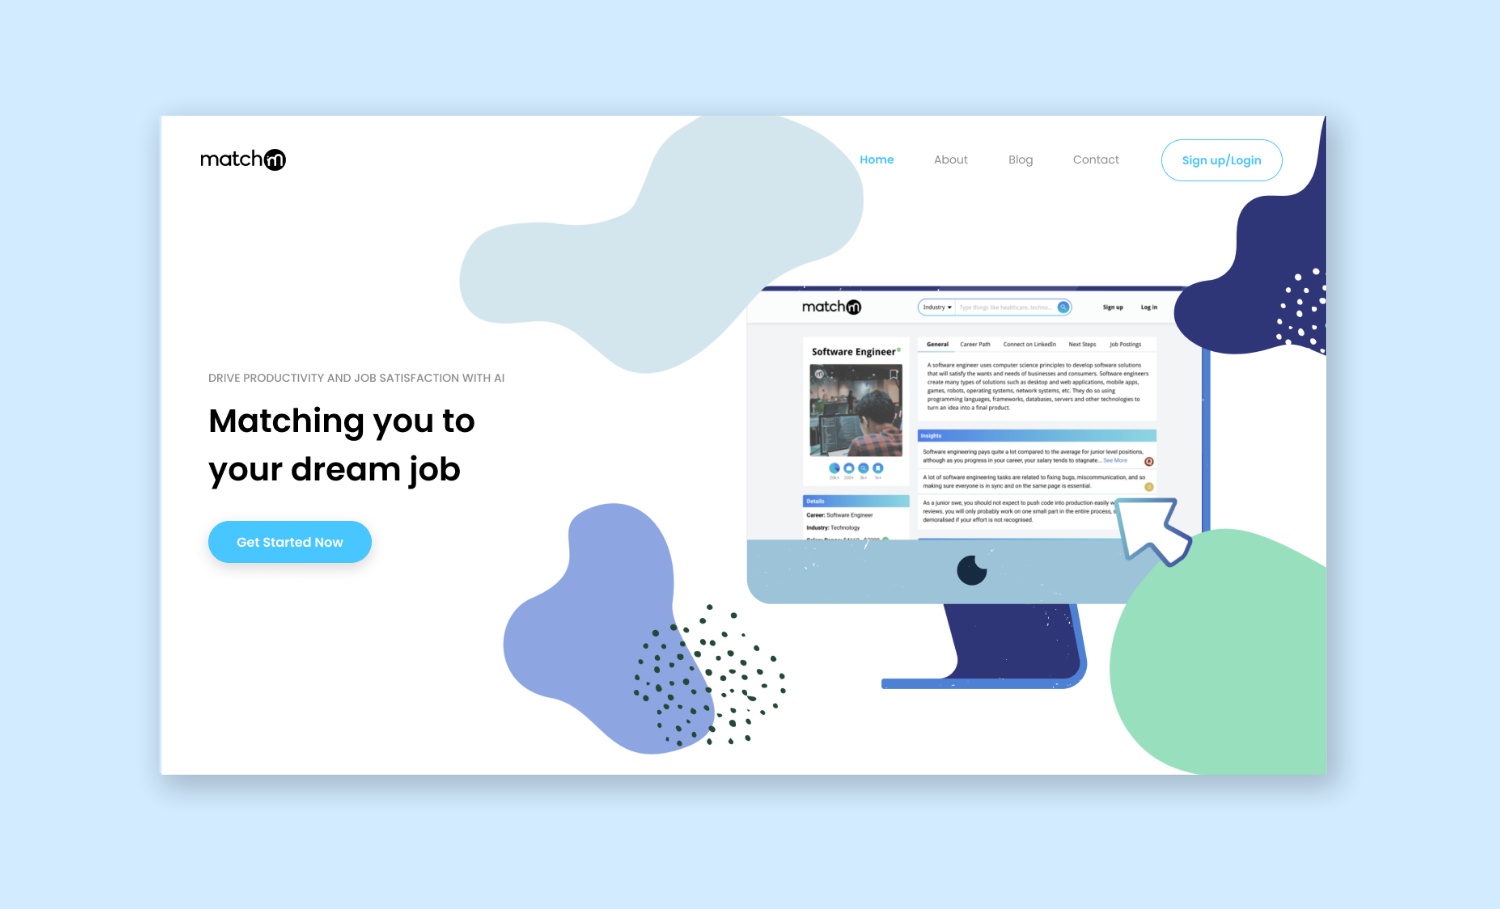 match m
Home
About
Blog
Contact
Sign up/Login
DRIVE PRODUCTIVITY AND JOB SATISFACTION WITH AI
Matching you to
your dream job
Get Started Now
match m
Industry
Type things like healthcare, techno...
Sign up
Log in
Software Engineer
General
Career Path
Connect on LinkedIn
Next Steps
Job Postings
A software engineer uses computer science principles to develop software solutions
that will satisfy the wants and needs of businesses and consumers. Software engineers
create many types of solutions such as desktop and web applications, mobile apps,
games, robots, operating systems, network systems, etc. They do so using
programming languages, frameworks, databases, servers and other technologies to
turn an idea into a final product.
Insights
Software engineering pays quite a lot compared to the average for junior level positions,
although as you progress in your career, your salary tends to stagnate... See More
A lot of software engineering tasks are related to fixing bugs, miscommunication, and so
making sure everyone is in sync and on the same page is essential.
As a junior swe, you should not expect to push code into production easily
reviews. you will only probably work on one small part in the entire process,
demoralised if your effort is not recognised.
Details
Career: Software Engineer
Industry: Technology